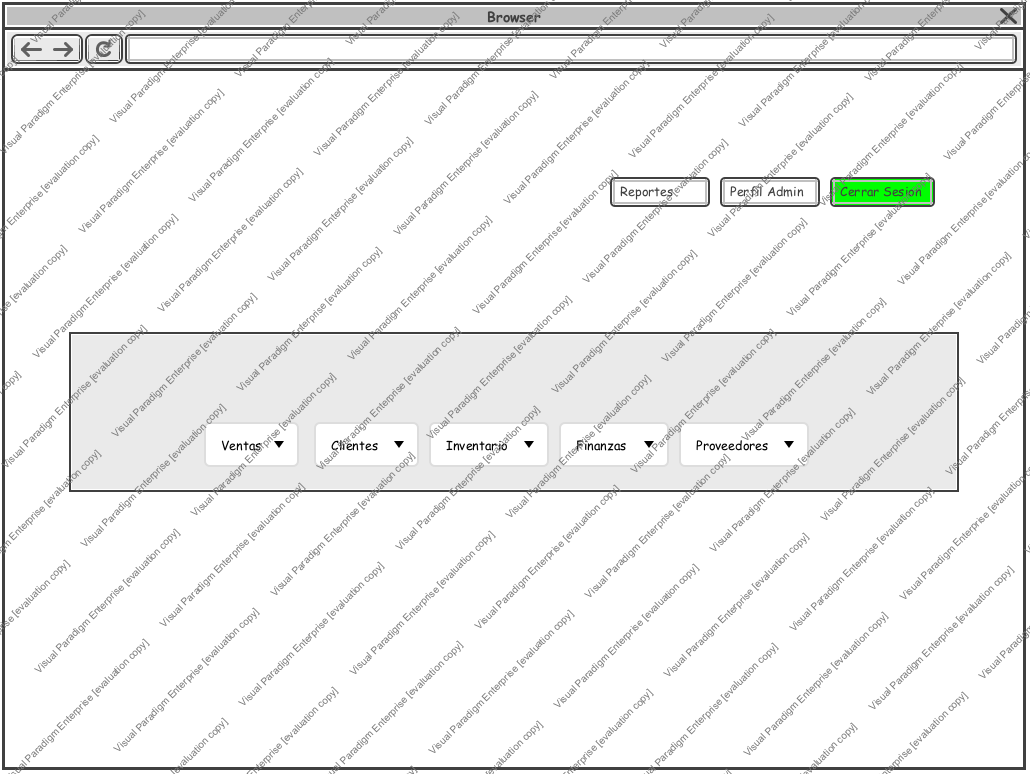 Browser
Reportes
Perfil Admin
Cerrar Sesion
Ventas
Clientes
Inventario
Finanzas
Proveedores
Visual Paradigm Enterprise [evaluation copy]